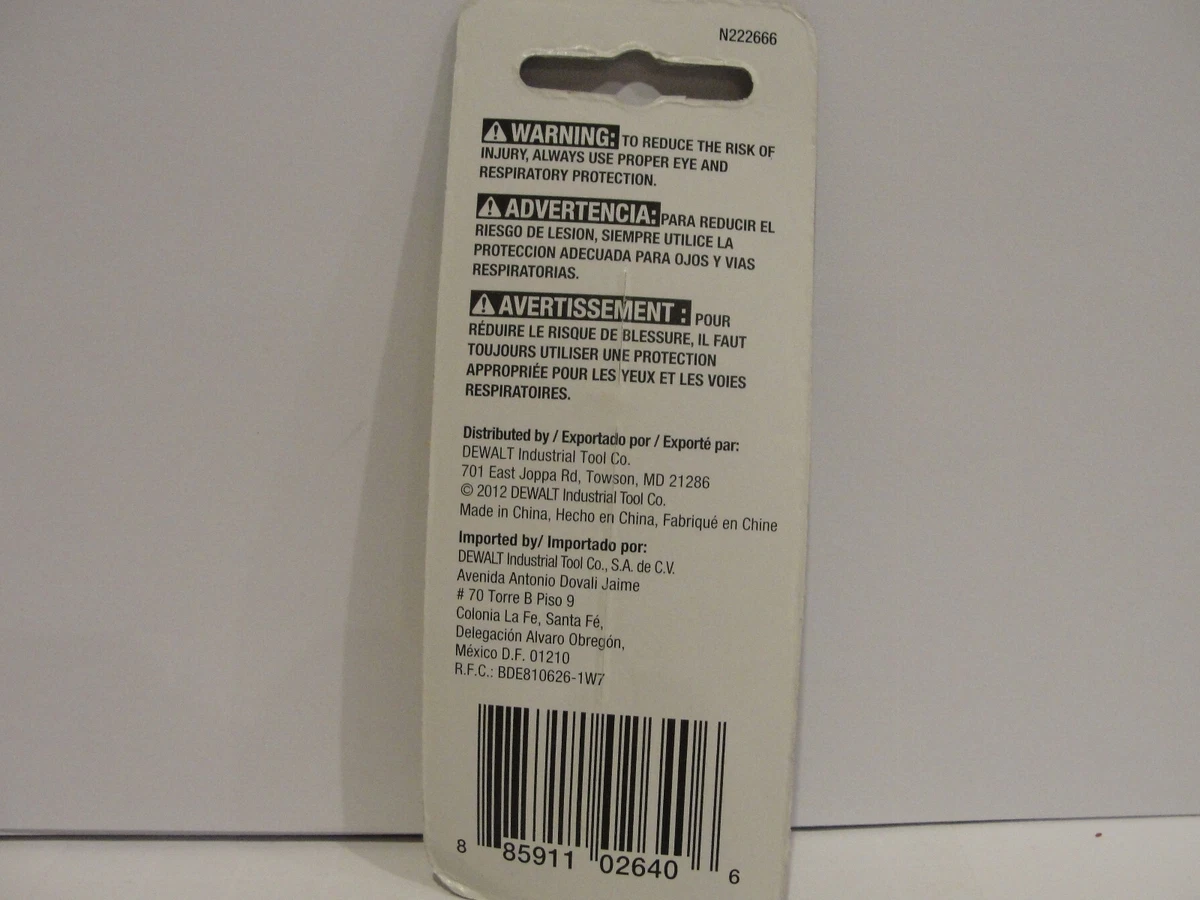 N222666
⚠ WARNING: TO REDUCE THE RISK OF
INJURY, ALWAYS USE PROPER EYE AND
RESPIRATORY PROTECTION.
⚠ ADVERTENCIA: PARA REDUCIR EL
RIESGO DE LESION, SIEMPRE UTILICE LA
PROTECCION ADECUADA PARA OJOS Y VIAS
RESPIRATORIAS.
⚠ AVERTISSEMENT : POUR
RÉDUIRE LE RISQUE DE BLESSURE, IL FAUT
TOUJOURS UTILISER UNE PROTECTION
APPROPRIÉE POUR LES YEUX ET LES VOIES
RESPIRATOIRES.
Distributed by / Exportado por / Exporté par:
DEWALT Industrial Tool Co.
701 East Joppa Rd, Towson, MD 21286
© 2012 DEWALT Industrial Tool Co.
Made in China, Hecho en China, Fabriqué en Chine
Imported by/ Importado por:
DEWALT Industrial Tool Co., S.A. de C.V.
Avenida Antonio Dovali Jaime
# 70 Torre B Piso 9
Colonia La Fe, Santa Fé,
Delegación Alvaro Obregón,
México D.F. 01210
R.F.C.: BDE810626-1W7
8 85911 02640 6